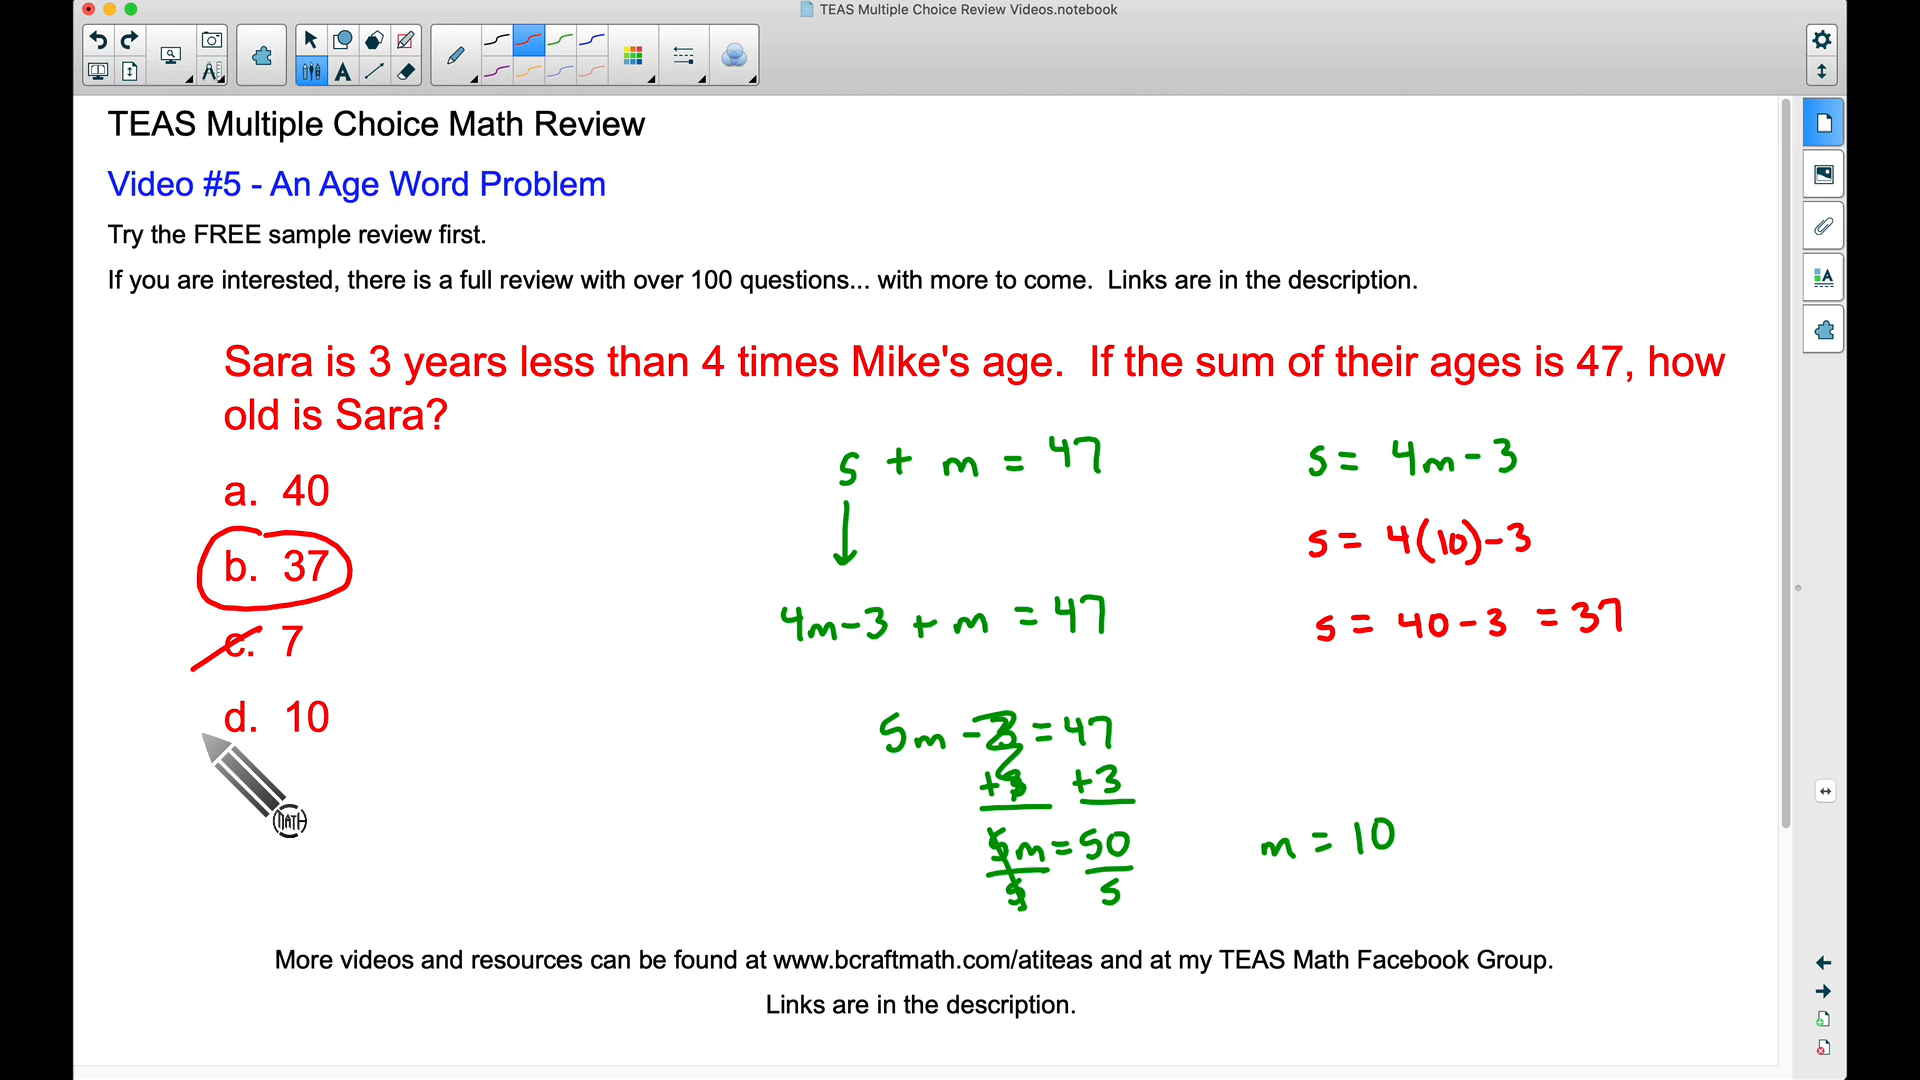 TEAS Multiple Choice Review Videos.notebook
TEAS Multiple Choice Math Review
Video #5 - An Age Word Problem
Try the FREE sample review first.
If you are interested, there is a full review with over 100 questions... with more to come.  Links are in the description.
Sara is 3 years less than 4 times Mike's age.  If the sum of their ages is 47, how
old is Sara?
a. 40
b. 37
c. 7
d. 10
s + m = 47
4m-3 + m = 47
5m - 3 = 47
+3 +3
5m = 50
5 5
m = 10
s = 4m-3
s = 4(10)-3
s = 40-3 = 37
MATH
More videos and resources can be found at www.bcraftmath.com/atiteas and at my TEAS Math Facebook Group.
Links are in the description.